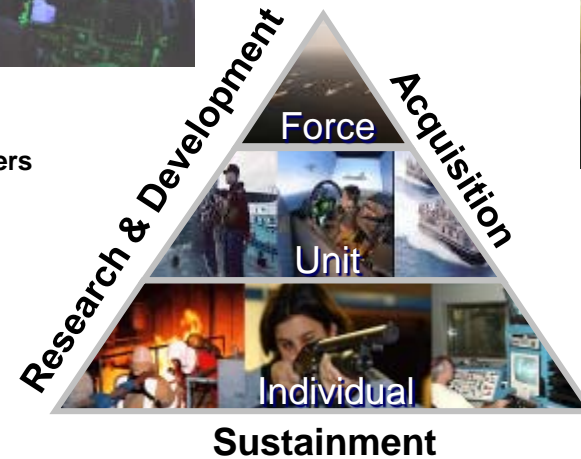 Research & Development
Acquisition
Force
ers
Unit
Individual
Sustainment